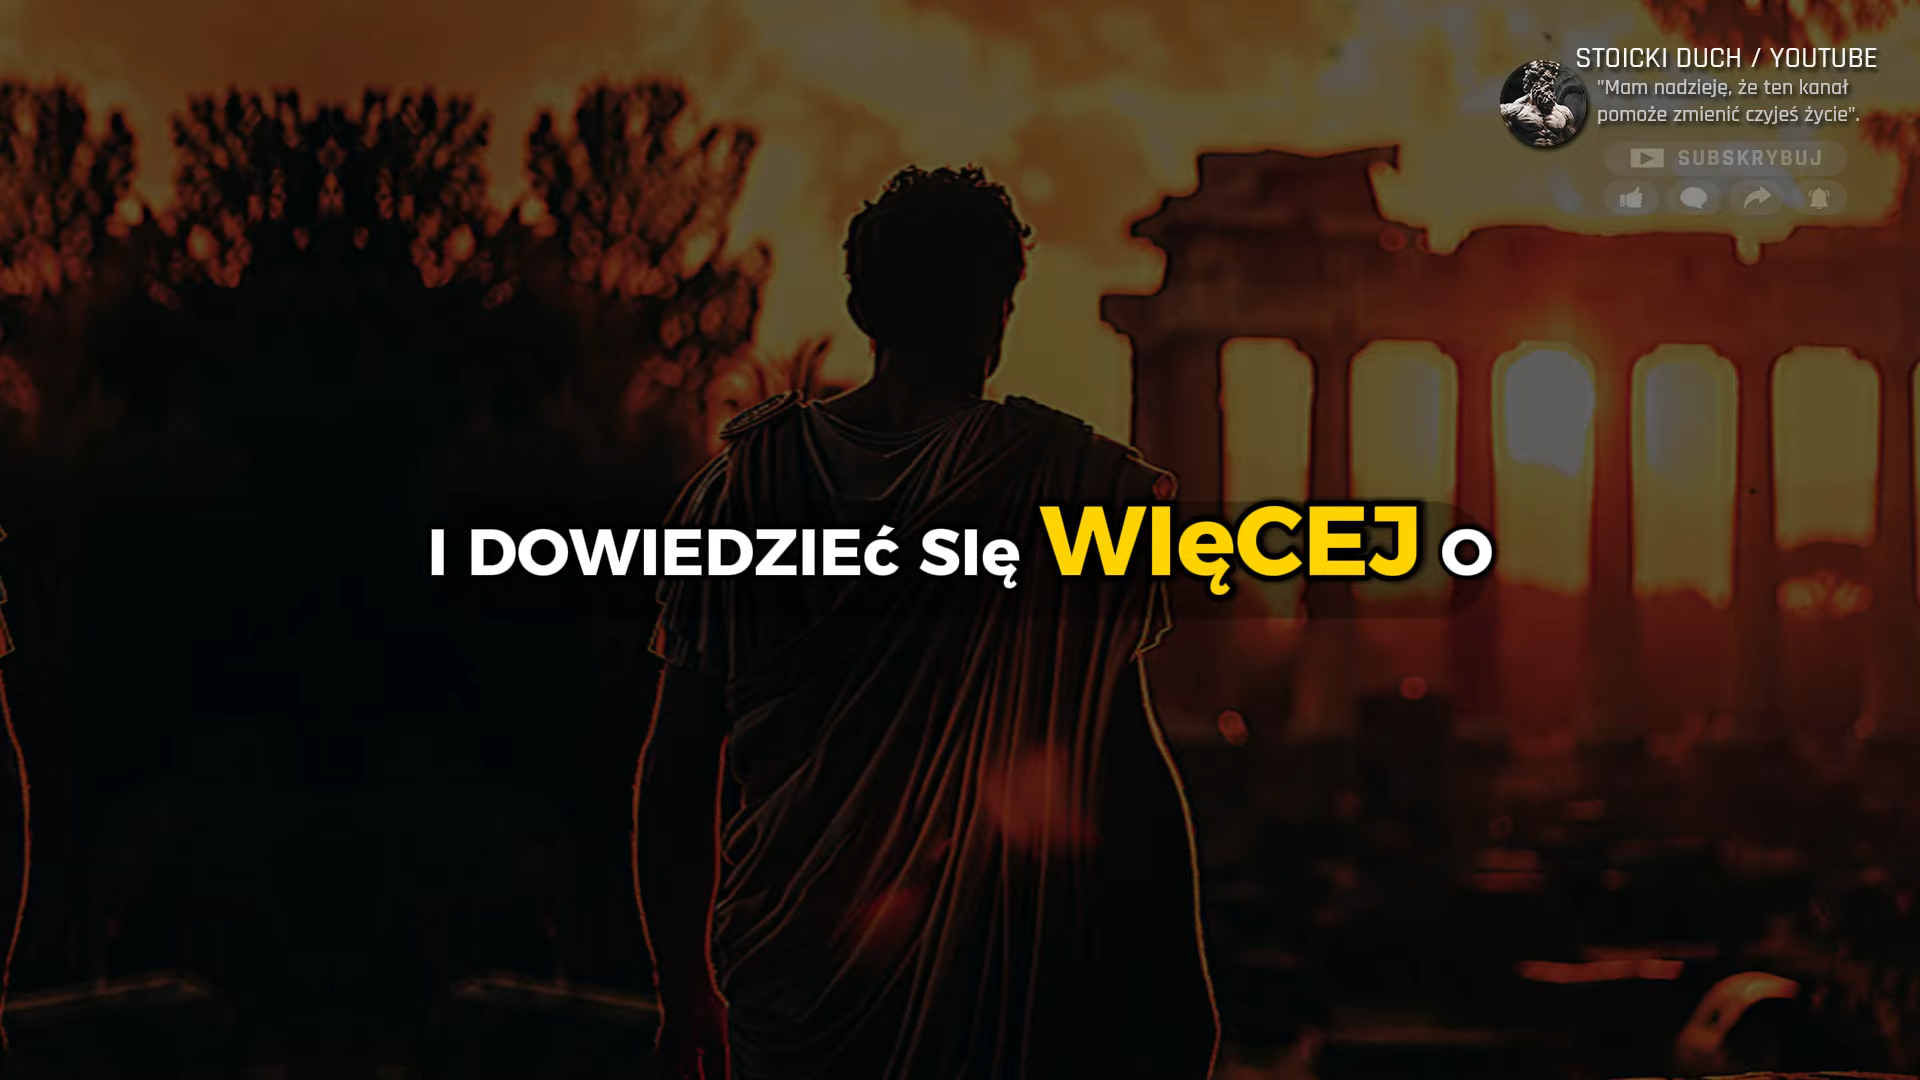 STOICKI DUCH / YOUTUBE
"Mam nadzieję, że ten kanał
pomoże zmienić czyjeś życie".
SUBSKRYBUJ
I DOWIEDZIEć SIę WIęCEJ O